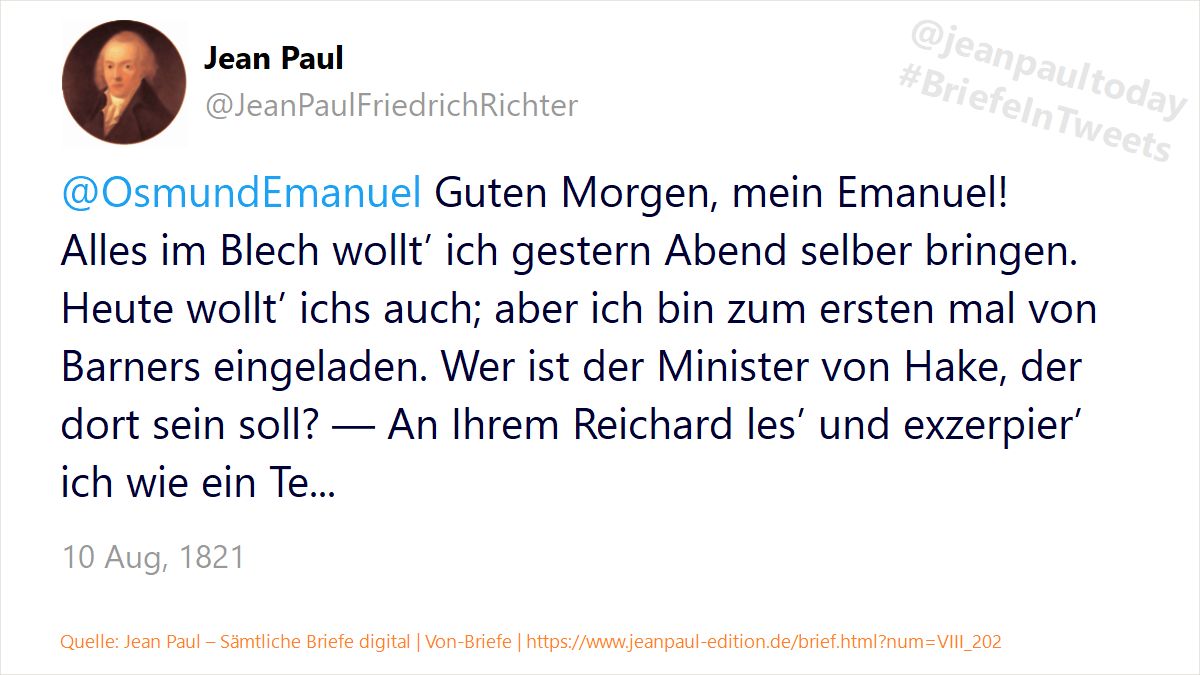 Jean Paul
@JeanPaulFriedrichRichter
@jeanpaultoday
#BriefeInTweets
@OsmundEmanuel Guten Morgen, mein Emanuel!
Alles im Blech wollt’ ich gestern Abend selber bringen.
Heute wollt’ ichs auch; aber ich bin zum ersten mal von
Barners eingeladen. Wer ist der Minister von Hake, der
dort sein soll? — An Ihrem Reichard les’ und exzerpier’
ich wie ein Te...
10 Aug, 1821
Quelle: Jean Paul – Sämtliche Briefe digital | Von-Briefe | https://www.jeanpaul-edition.de/brief.html?num=VIII_202